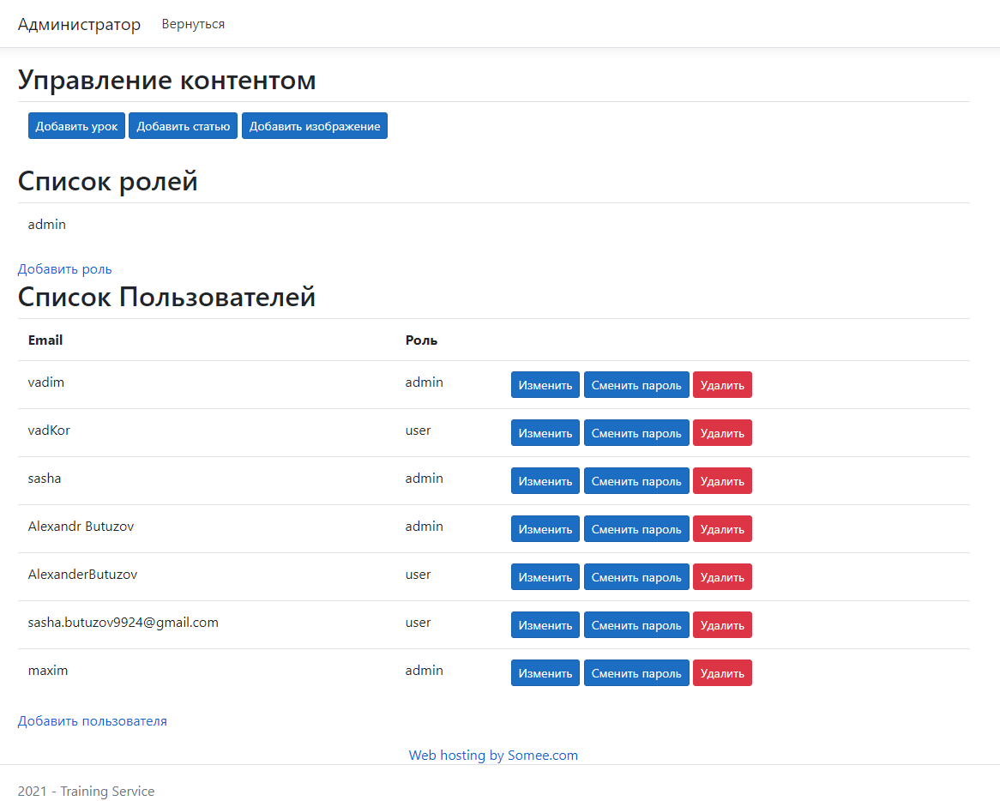 Администратор Вернуться
Управление контентом
Добавить урок Добавить статью Добавить изображение
Список ролей
admin
Добавить роль
Список Пользователей
Email Роль
vadim admin Изменить Сменить пароль Удалить
vadKor user Изменить Сменить пароль Удалить
sasha admin Изменить Сменить пароль Удалить
Alexandr Butuzov admin Изменить Сменить пароль Удалить
AlexanderButuzov user Изменить Сменить пароль Удалить
sasha.butuzov9924@gmail.com user Изменить Сменить пароль Удалить
maxim admin Изменить Сменить пароль Удалить
Добавить пользователя
Web hosting by Somee.com
2021 - Training Service